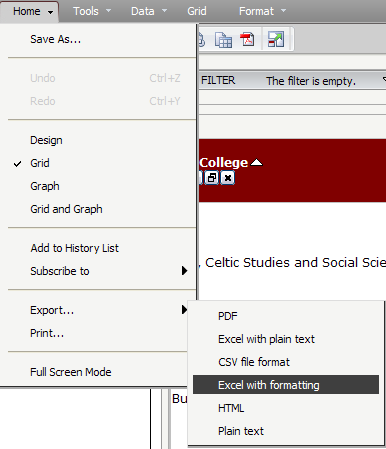 Home Tools Data Grid Format
Save As...
Undo Ctrl+Z
FILTER The filter is empty.
Redo Ctrl+Y
Design
Grid
College
Graph
Grid and Graph
Add to History List
, Celtic Studies and Social Scie
Subscribe to
Export...
Print...
Full Screen Mode
PDF
Excel with plain text
CSV file format
Excel with formatting
Bu
HTML
Plain text